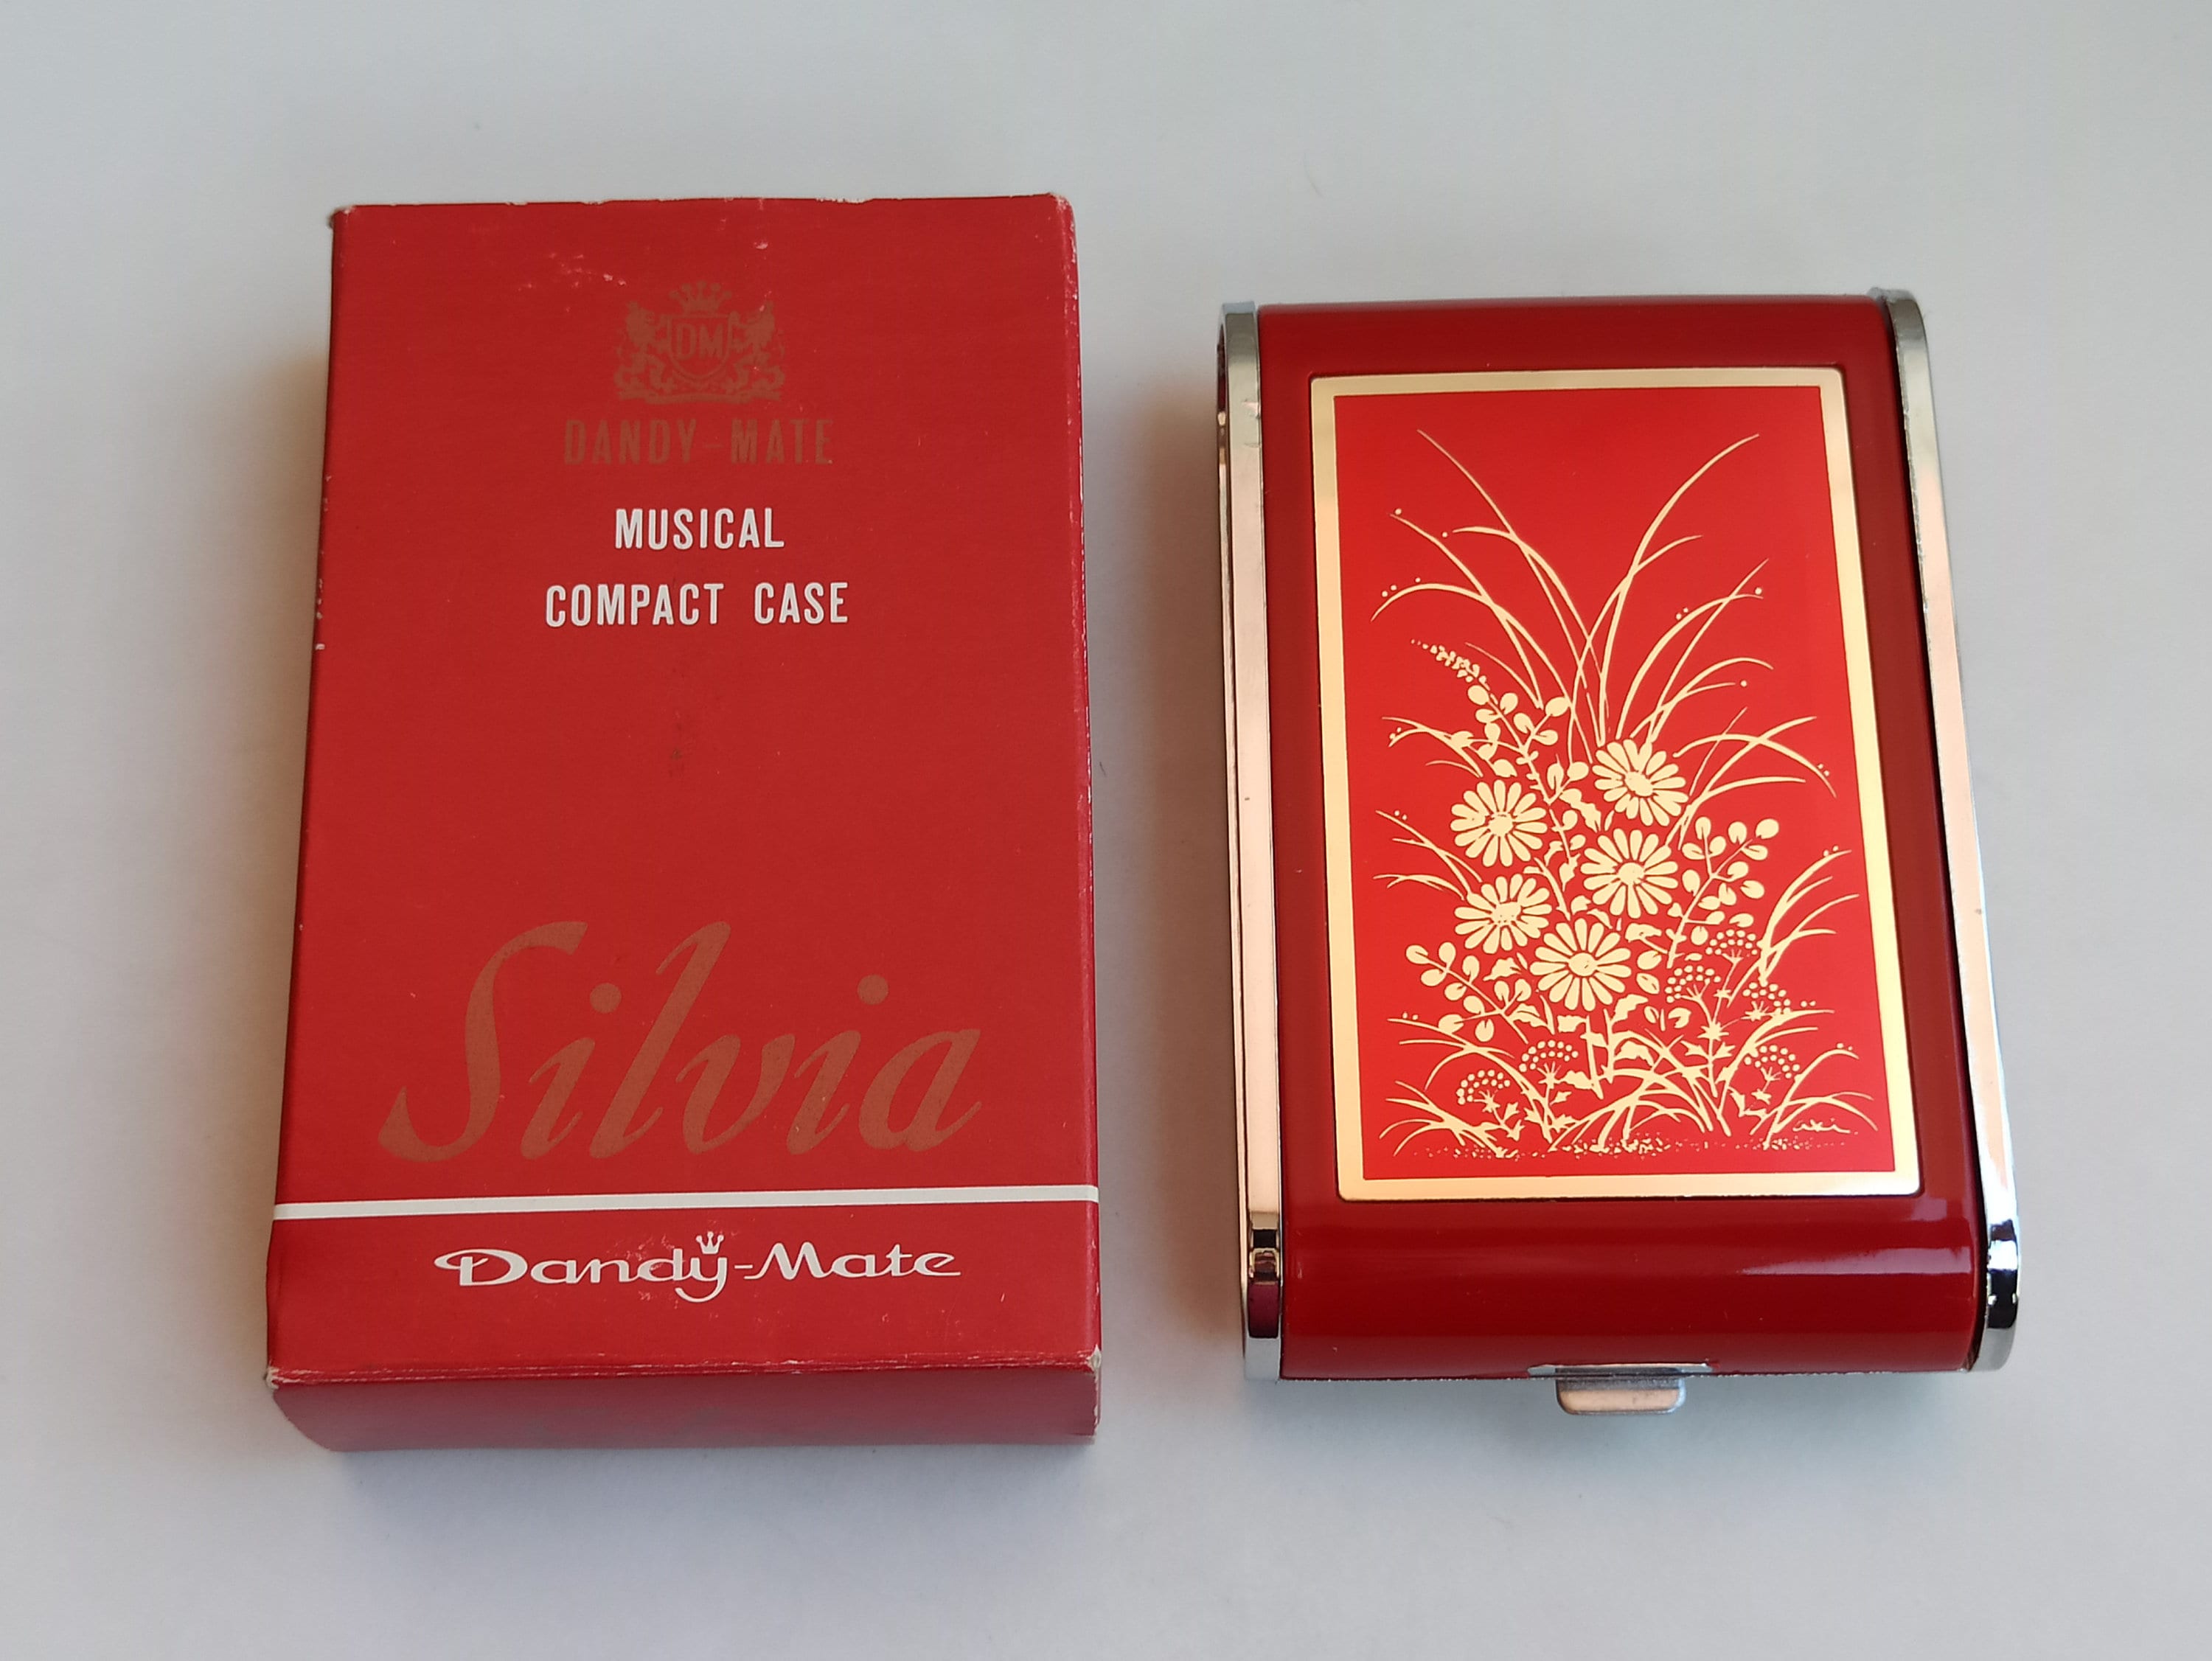 DM
DANDY-MATE
MUSICAL
COMPACT CASE
Silvia
Dandy-Mate